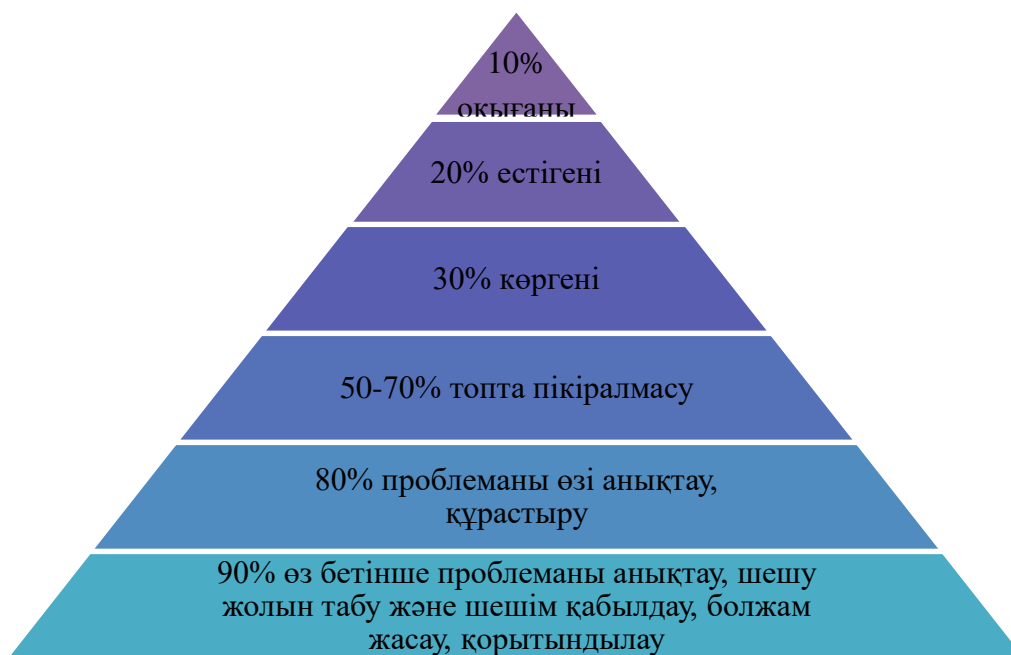 10%
оқығаны
20% естігені
30% көргені
50-70% топта пікіралмасу
80% проблеманы өзі анықтау,
құрастыру
90% өз бетінше проблеманы анықтау, шешу
жолын табу және шешім қабылдау, болжам
жасау, қорытындылау